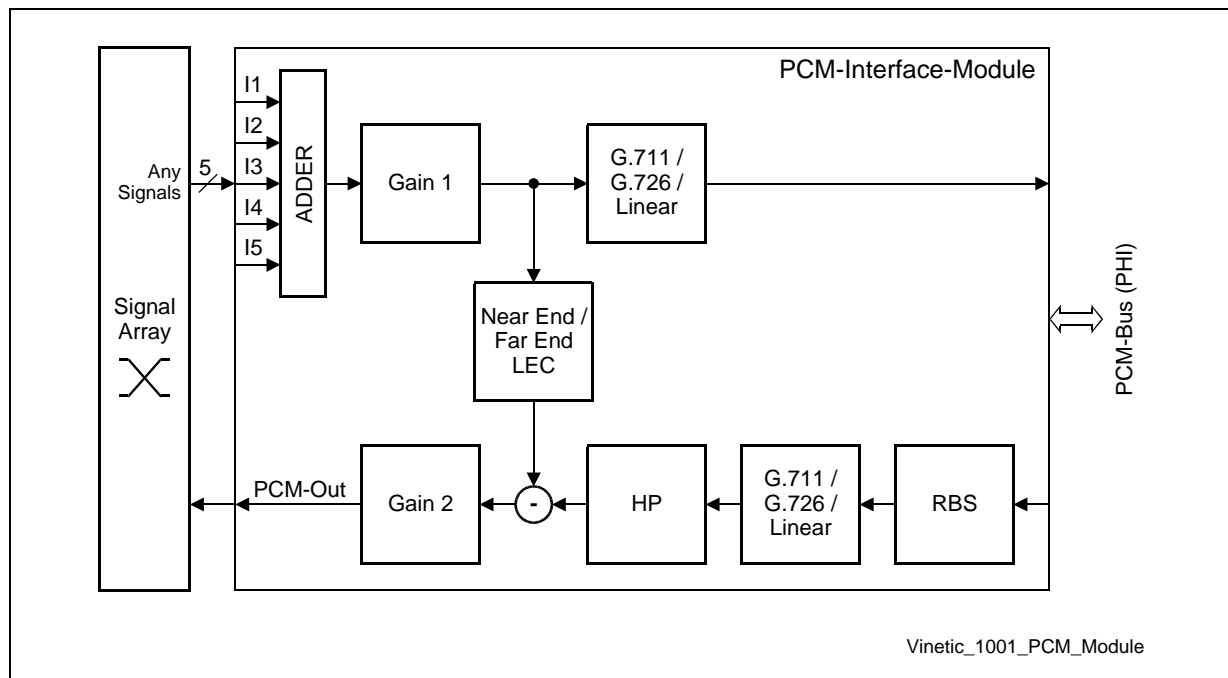 PCM-Interface-Module
I1
I2
I3
I4
I5
Any
Signals
5
ADDER
Gain 1
G.711 /
G.726 /
Linear
Signal
Array
Near End /
Far End
LEC
PCM-Bus (PHI)
PCM-Out
Gain 2
-
HP
G.711 /
G.726 /
Linear
RBS
Vinetic_1001_PCM_Module